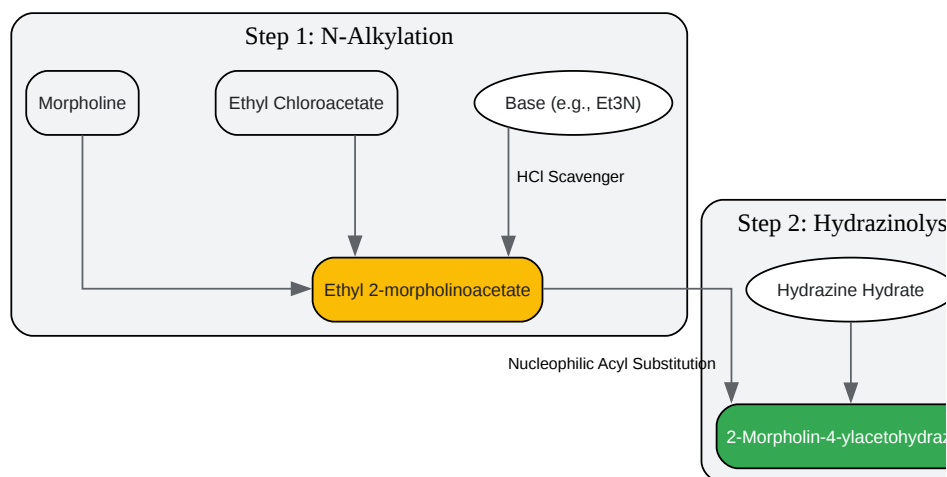 Step 1: N-Alkylation
Morpholine
Ethyl Chloroacetate
Base (e.g., Et3N)
HCl Scavenger
Ethyl 2-morpholinoacetate
Nucleophilic Acyl Substitution
Step 2: Hydrazinolys
Hydrazine Hydrate
2-Morpholin-4-ylacetohydraz